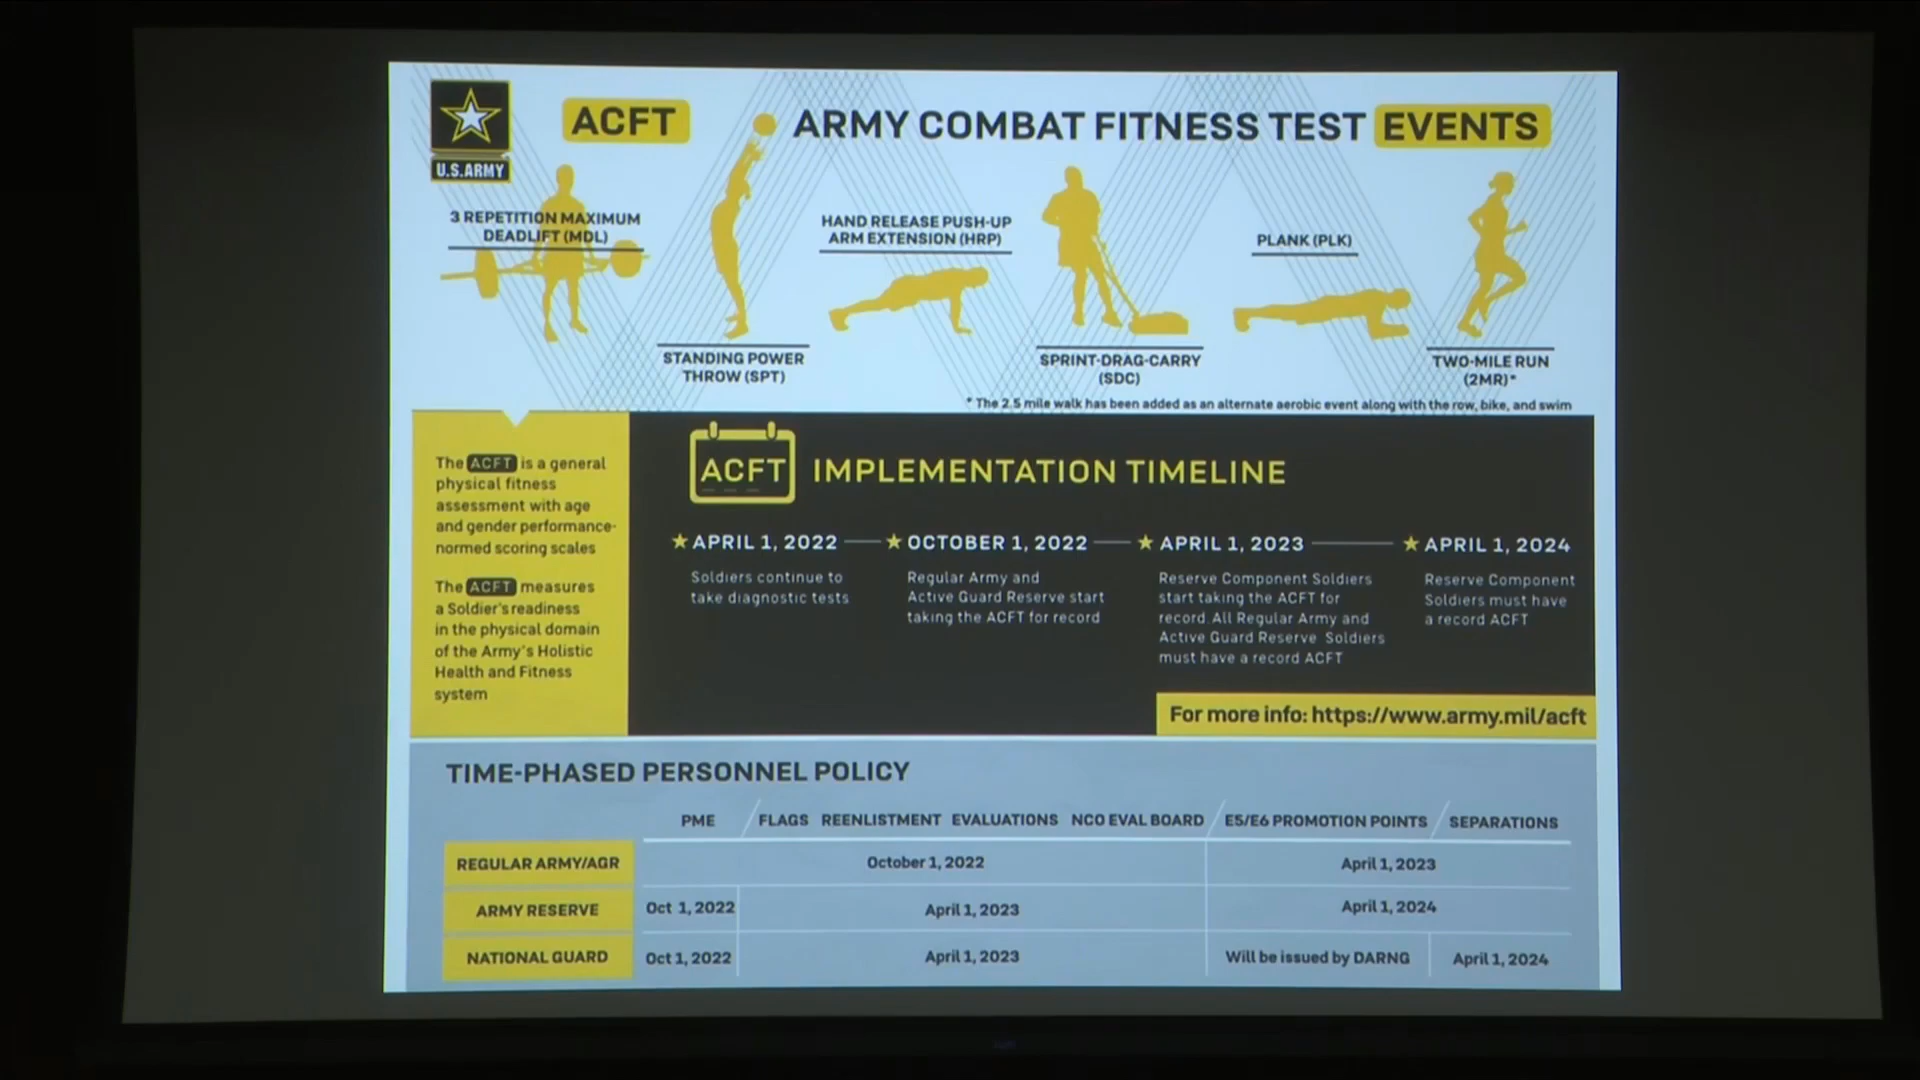 ACFT
ARMY COMBAT FITNESS TEST EVENTS
U.S.ARMY
3 REPETITION MAXIMUM
DEADLIFT (MDL)
STANDING POWER
THROW (SPT)
HAND RELEASE PUSH-UP
ARM EXTENSION (HRP)
SPRINT-DRAG-CARRY
(SDC)
PLANK (PLK)
TWO-MILE RUN
(2MR)*
* The 2.5 mile walk has been added as an alternate aerobic event along with the row, bike, and swim
The ACFT is a general
physical fitness
assessment with age
and gender performance-
normed scoring scales
The ACFT measures
a Soldier's readiness
in the physical domain
of the Army's Holistic
Health and Fitness
system
ACFT IMPLEMENTATION TIMELINE
APRIL 1, 2022
Soldiers continue to
take diagnostic tests
OCTOBER 1, 2022
Regular Army and
Active Guard Reserve start
taking the ACFT for record
APRIL 1, 2023
Reserve Component Soldiers
start taking the ACFT for
record. All Regular Army and
Active Guard Reserve Soldiers
must have a record ACFT
APRIL 1, 2024
Reserve Component
Soldiers must have
a record ACFT
For more info: https://www.army.mil/acft
TIME-PHASED PERSONNEL POLICY
PME FLAGS REENLISTMENT EVALUATIONS NCO EVAL BOARD E5/E6 PROMOTION POINTS SEPARATIONS
REGULAR ARMY/AGR October 1, 2022 April 1, 2023
ARMY RESERVE Oct 1, 2022 April 1, 2023 April 1, 2024
NATIONAL GUARD Oct 1, 2022 April 1, 2023 Will be issued by DARNG April 1, 2024